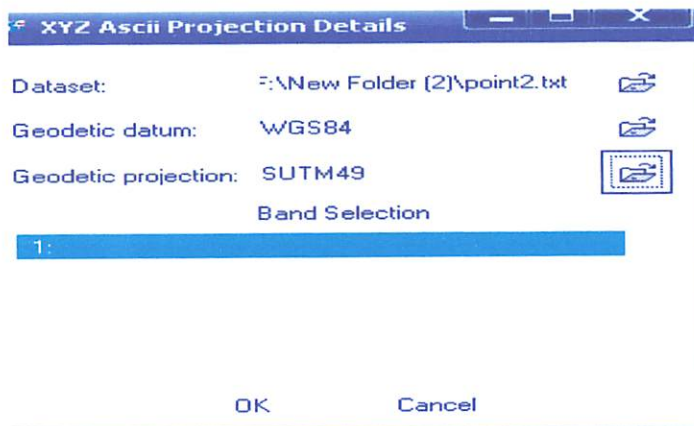 XYZ Ascii Projection Details
Dataset: F:\New Folder (2)\point2.txt
Geodetic datum: WGS84
Geodetic projection: SUTM49
Band Selection
1:
OK Cancel